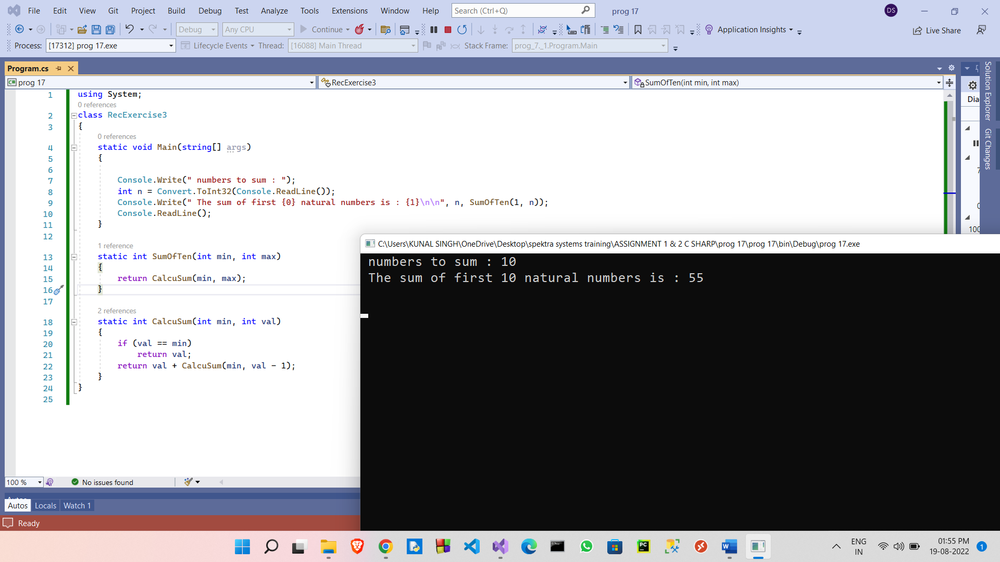 File Edit View Git Project Build Debug Test Analyze Tools Extensions Window Help Search (Ctrl+Q) prog 17 DS
Debug Any CPU Continue Application Insights Live Share
Process: [17312] prog 17.exe Lifecycle Events Thread: [16088] Main Thread Stack Frame: prog_7._1.Program.Main
Program.cs
C# prog 17 RecExercise3 SumOfTen(int min, int max)
1 using System;
0 references
2 class RecExercise3
3 {
0 references
4 static void Main(string[] args)
5 {
6
7 Console.Write(" numbers to sum : ");
8 int n = Convert.ToInt32(Console.ReadLine());
9 Console.Write(" The sum of first {0} natural numbers is : {1}\n\n", n, SumOfTen(1, n));
10 Console.ReadLine();
11 }
12
1 reference
13 static int SumOfTen(int min, int max)
14 {
15 return CalcuSum(min, max);
16 }
17
2 references
18 static int CalcuSum(int min, int val)
19 {
20 if (val == min)
21 return val;
22 return val + CalcuSum(min, val - 1);
23 }
24 }
25
C:\Users\KUNAL SINGH\OneDrive\Desktop\spektra systems training\ASSIGNMENT 1 & 2 C SHARP\prog 17\prog 17\bin\Debug\prog 17.exe
numbers to sum : 10
The sum of first 10 natural numbers is : 55
Solution Explorer
Git Changes
Dia
7
0
100
100 % No issues found
Autos Locals Watch 1
Ready
PC
ENG
IN
01:55 PM
19-08-2022
1